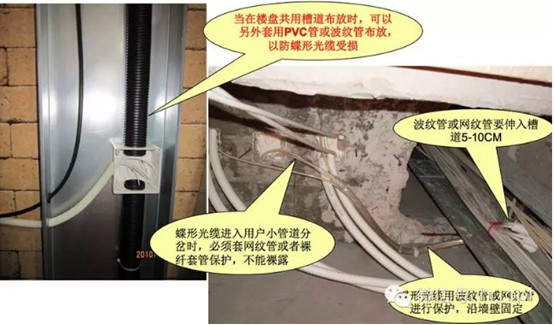 当在楼盘共用槽道布放时，可以
另外套用PVC管或波纹管布放，
以防蝶形光缆受损
波纹管或网纹管要伸入槽
道5-10CM
蝶形光缆进入用户小管道分
岔时，必须套网纹管或者裸
纤套管保护，不能裸露
2010
蝶形光缆用波纹管或网纹管
进行保护，沿墙壁固定